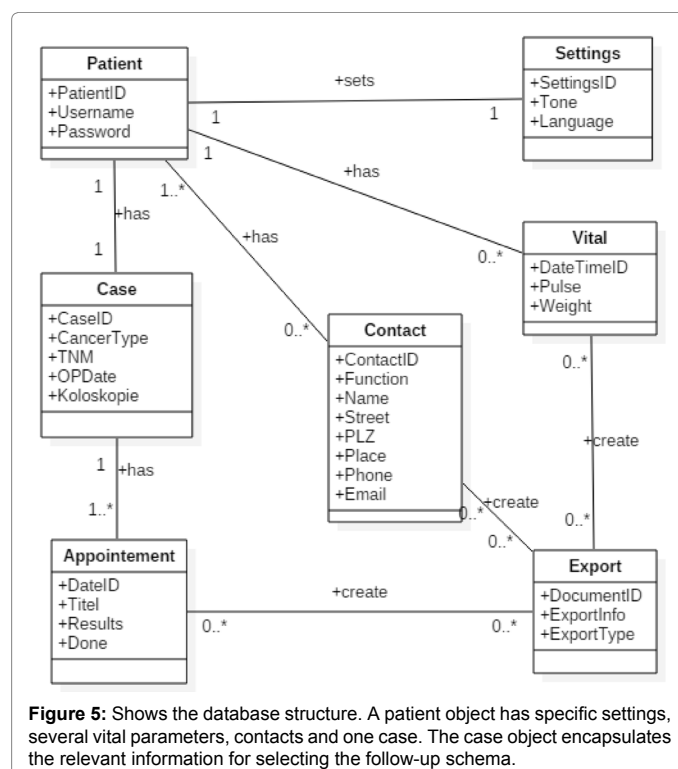 Patient
+PatientID
+Username
+Password
Settings
+SettingsID
+Tone
+Language
+sets
1
1
1
+has
0..*
1
+has
1
1..*
+has
0..*
Vital
+DateTimeID
+Pulse
+Weight
Case
+CaseID
+CancerType
+TNM
+OPDate
+Koloskopie
Contact
+ContactID
+Function
+Name
+Street
+PLZ
+Place
+Phone
+Email
0..*
+create
0..*
1
+has
1..*
+create
0..*
0..*
Appointement
+DateID
+Titel
+Results
+Done
+create
0..*
0..*
Export
+DocumentID
+ExportInfo
+ExportType
Figure 5: Shows the database structure. A patient object has specific settings,
several vital parameters, contacts and one case. The case object encapsulates
the relevant information for selecting the follow-up schema.